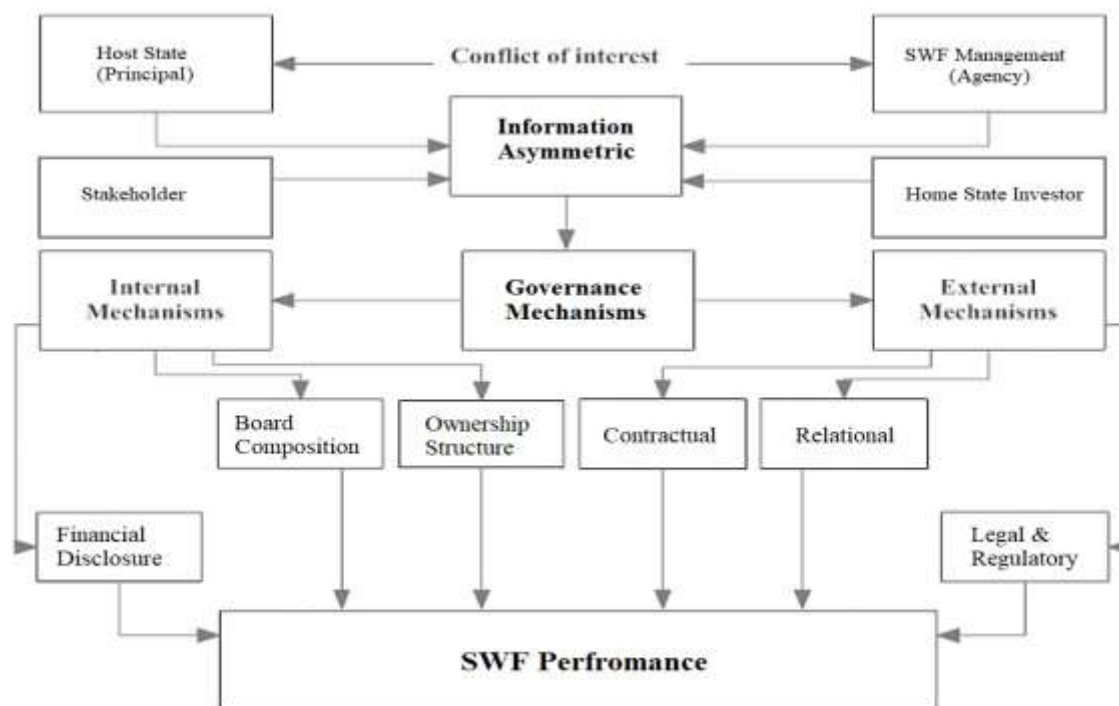 Host State
(Principal)
Conflict of interest
SWF Management
(Agency)
Information
Asymmetric
Stakeholder
Home State Investor
Internal
Mechanisms
Governance
Mechanisms
External
Mechanisms
Board
Composition
Ownership
Structure
Contractual
Relational
Financial
Disclosure
Legal &
Regulatory
SWF Perfromance